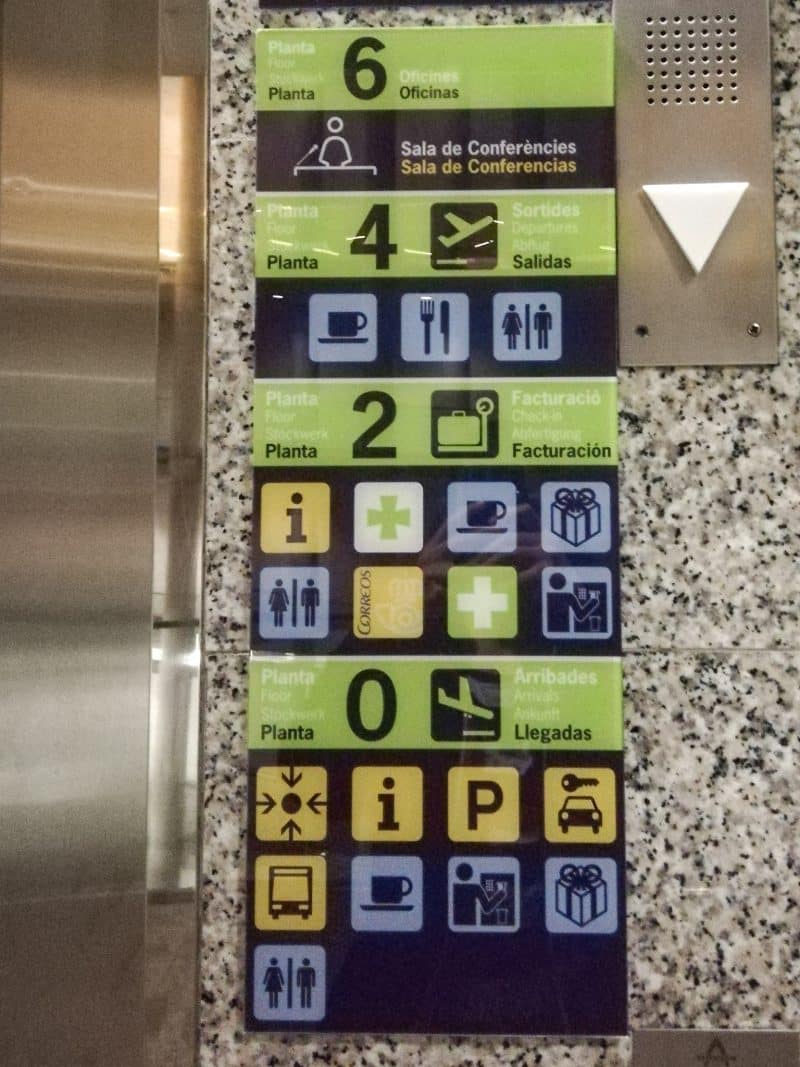 Planta
Floor
Stockwerk
Planta
6
Oficines
Oficinas
Sala de Conferències
Sala de Conferencias
Planta
Floor
Stockwerk
Planta
4
Sortides
Departures
Abflug
Salidas
Planta
Floor
Stockwerk
Planta
2
Facturació
Check-in
Abfertigung
Facturación
i
CORREOS
Planta
Floor
Stockwerk
Planta
0
Arribades
Arrivals
Ankunft
Llegadas
i
P